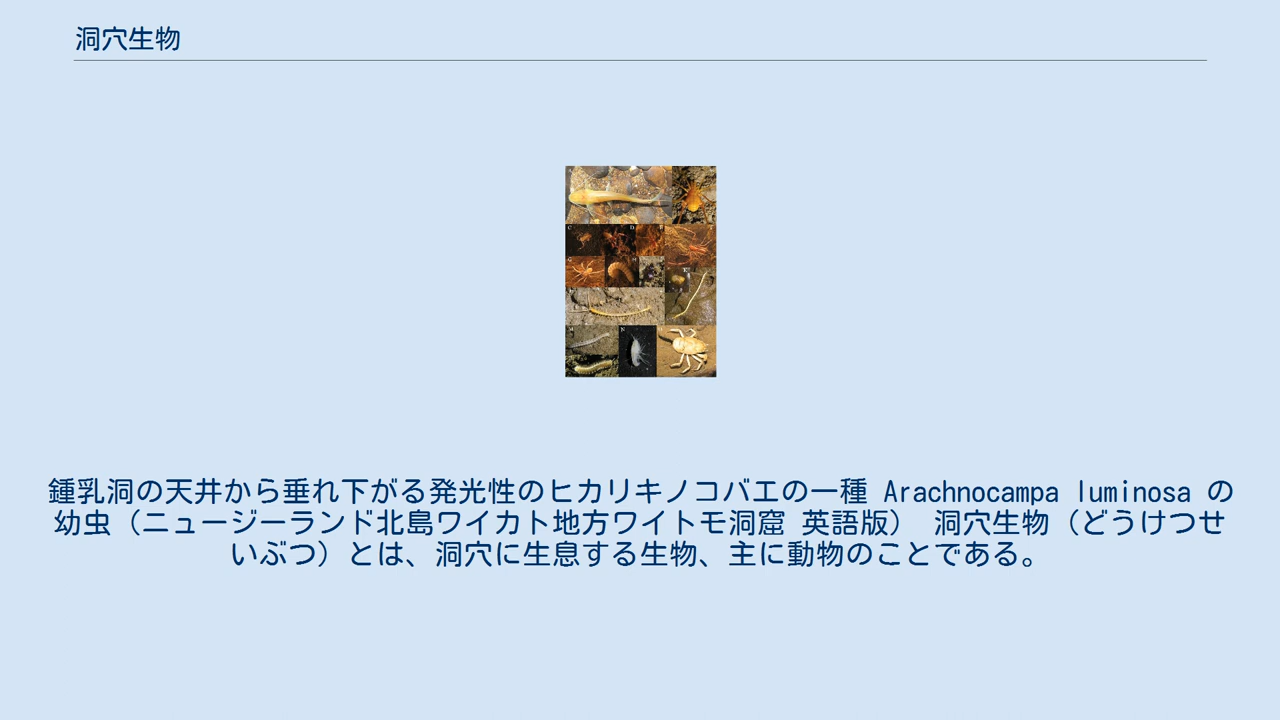 洞穴生物
鍾乳洞の天井から垂れ下がる発光性のヒカリキノコバエの一種 Arachnocampa luminosa の
幼虫（ニュージーランド北島ワイカト地方ワイトモ洞窟 英語版） 洞穴生物（どうけつせ
いぶつ）とは、洞穴に生息する生物、主に動物のことである。